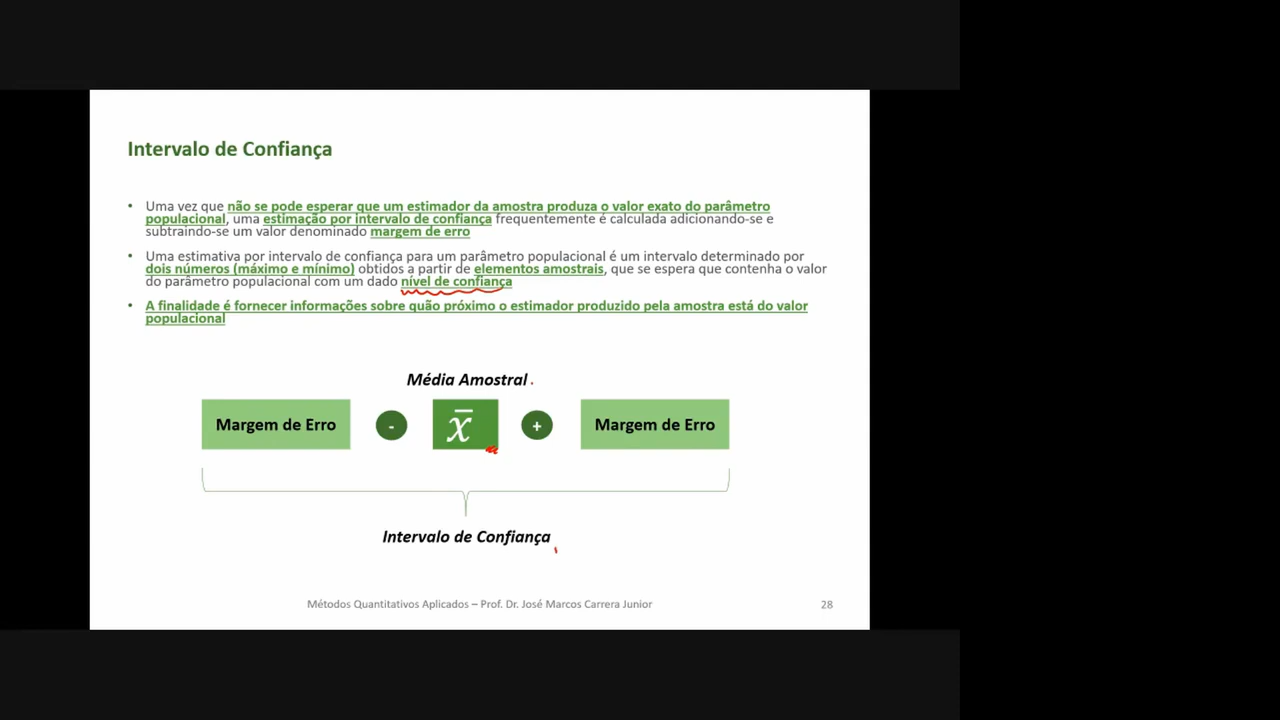 Intervalo de Confiança
• Uma vez que não se pode esperar que um estimador da amostra produza o valor exato do parâmetro
populacional, uma estimação por intervalo de confiança frequentemente é calculada adicionando-se e
subtraindo-se um valor denominado margem de erro
• Uma estimativa por intervalo de confiança para um parâmetro populacional é um intervalo determinado por
dois números (máximo e mínimo) obtidos a partir de elementos amostrais, que se espera que contenha o valor
do parâmetro populacional com um dado nível de confiança
• A finalidade é fornecer informações sobre quão próximo o estimador produzido pela amostra está do valor
populacional
Média Amostral
Margem de Erro - x̄ + Margem de Erro
Intervalo de Confiança
Métodos Quantitativos Aplicados – Prof. Dr. José Marcos Carrera Junior 28